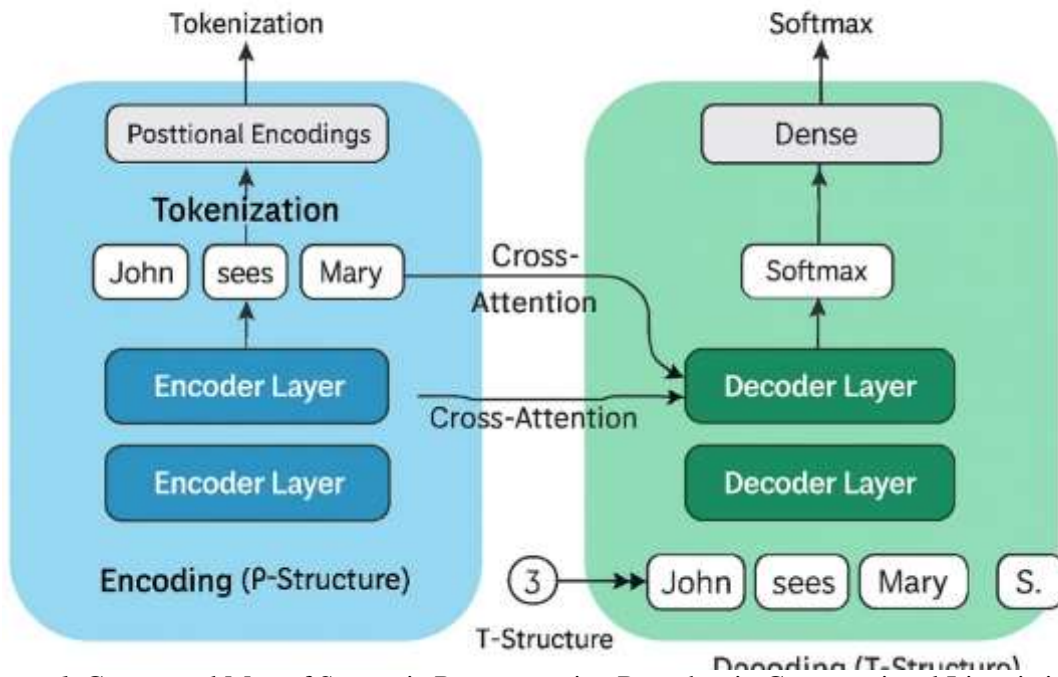 Tokenization
Posttional Encodings
Tokenization
John sees Mary
Encoder Layer
Encoder Layer
Encoding (P-Structure)
Cross-
Attention
Cross-Attention
Softmax
Dense
Softmax
Decoder Layer
Decoder Layer
3
John sees Mary S.
T-Structure
(T-Structure)